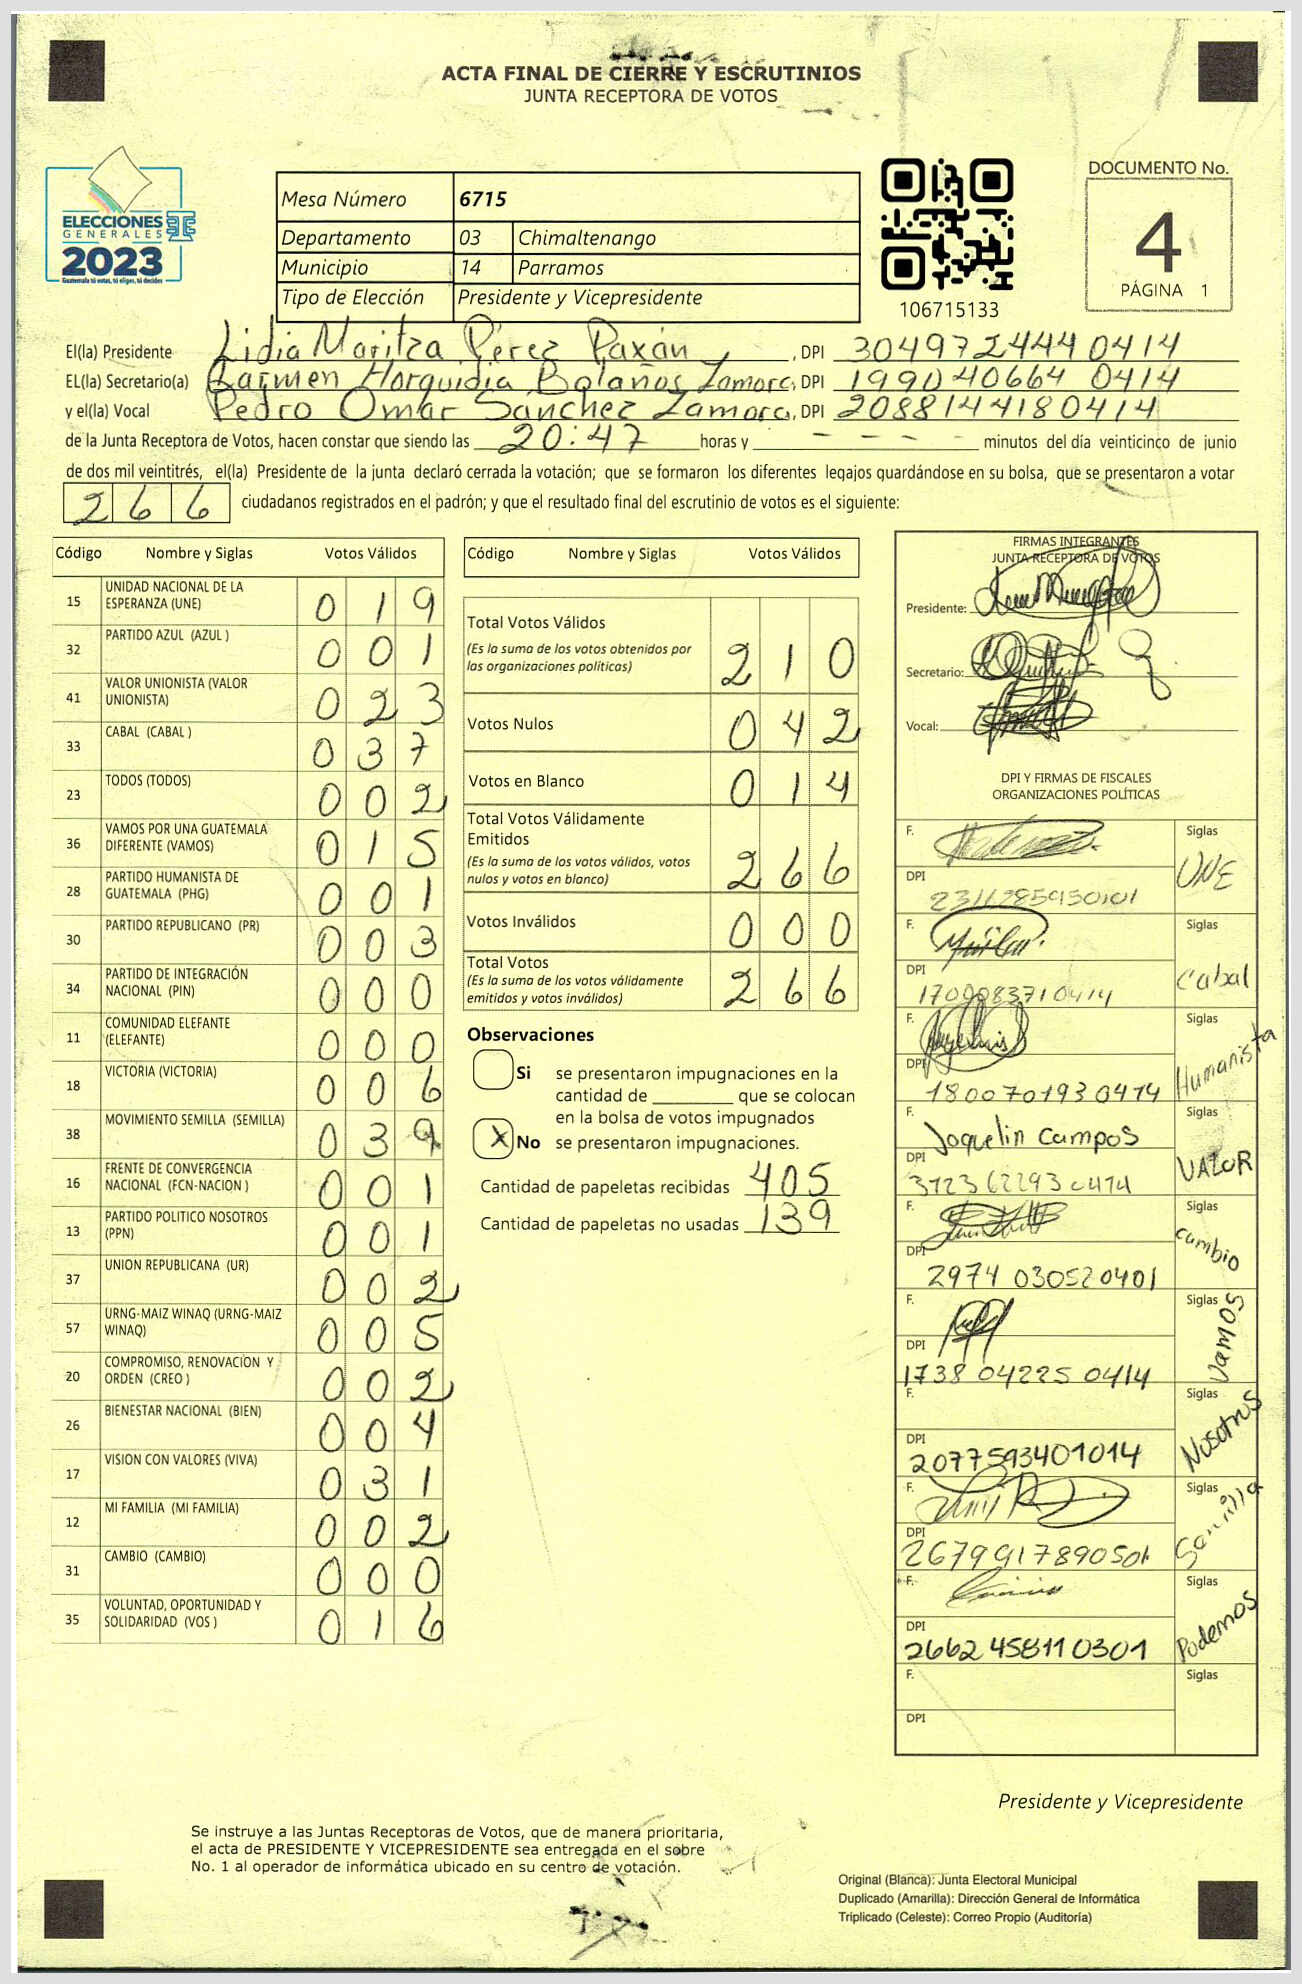 ACTA FINAL DE CIERRE Y ESCRUTINIOS
JUNTA RECEPTORA DE VOTOS
ELECCIONES
GENERALES
2023
Guatemala tú votas, tú eliges, tú decides
Mesa Número 6715
Departamento 03 Chimaltenango
Municipio 14 Parramos
Tipo de Elección Presidente y Vicepresidente
106715133
DOCUMENTO No.
4
PÁGINA 1
El(la) Presidente Lidia Maritza Pérez Paxán, DPI 3049724440414
EL(la) Secretario(a) Carmen Horquidia Bolaños Zamora, DPI 199040664 0414
y el(la) Vocal Pedro Omar Sánchez Zamora, DPI 2088144180414
de la Junta Receptora de Votos, hacen constar que siendo las 20:47 horas y - - - - minutos del día veinticinco de junio
de dos mil veintitrés, el(la) Presidente de la junta declaró cerrada la votación; que se formaron los diferentes legajos guardándose en su bolsa, que se presentaron a votar
266 ciudadanos registrados en el padrón; y que el resultado final del escrutinio de votos es el siguiente:
Código Nombre y Siglas Votos Válidos
15 UNIDAD NACIONAL DE LA ESPERANZA (UNE) 019
32 PARTIDO AZUL (AZUL ) 001
41 VALOR UNIONISTA (VALOR UNIONISTA) 023
33 CABAL (CABAL ) 037
23 TODOS (TODOS) 002
36 VAMOS POR UNA GUATEMALA DIFERENTE (VAMOS) 015
28 PARTIDO HUMANISTA DE GUATEMALA (PHG) 001
30 PARTIDO REPUBLICANO (PR) 003
34 PARTIDO DE INTEGRACIÓN NACIONAL (PIN) 000
11 COMUNIDAD ELEFANTE (ELEFANTE) 000
18 VICTORIA (VICTORIA) 006
38 MOVIMIENTO SEMILLA (SEMILLA) 039
16 FRENTE DE CONVERGENCIA NACIONAL (FCN-NACION ) 001
13 PARTIDO POLITICO NOSOTROS (PPN) 001
37 UNION REPUBLICANA (UR) 002
57 URNG-MAIZ WINAQ (URNG-MAIZ WINAQ) 005
20 COMPROMISO, RENOVACION Y ORDEN (CREO ) 002
26 BIENESTAR NACIONAL (BIEN) 004
17 VISION CON VALORES (VIVA) 031
12 MI FAMILIA (MI FAMILIA) 002
31 CAMBIO (CAMBIO) 000
35 VOLUNTAD, OPORTUNIDAD Y SOLIDARIDAD (VOS ) 016
Código Nombre y Siglas Votos Válidos
Total Votos Válidos 210
(Es la suma de los votos obtenidos por
las organizaciones políticas)
Votos Nulos 042
Votos en Blanco 014
Total Votos Válidamente
Emitidos 266
(Es la suma de los votos válidos, votos
nulos y votos en blanco)
Votos Inválidos 000
Total Votos 266
(Es la suma de los votos válidamente
emitidos y votos inválidos)
Observaciones
Si se presentaron impugnaciones en la
cantidad de ________ que se colocan
en la bolsa de votos impugnados
X No se presentaron impugnaciones.
Cantidad de papeletas recibidas 405
Cantidad de papeletas no usadas 139
FIRMAS INTEGRANTES
JUNTA RECEPTORA DE VOTOS
Presidente:
Secretario:
Vocal:
DPI Y FIRMAS DE FISCALES
ORGANIZACIONES POLÍTICAS
F. Siglas UNE
DPI
F. Siglas Cabal
DPI 1700083710414
F. Siglas Humanista
DPI 1800701930414
F. Joquelin Campos Siglas VALOR
DPI 3123622930414
F. Siglas cambio
DPI 2974 030520401
F. Siglas Vamos
DPI 1738 04225 0414
F. Siglas Nosotros
DPI 2077593401014
F. Siglas Semilla
DPI 2679917890501
F. Siglas Podemos
DPI 2662 458110301
F. Siglas
DPI
Presidente y Vicepresidente
Se instruye a las Juntas Receptoras de Votos, que de manera prioritaria,
el acta de PRESIDENTE Y VICEPRESIDENTE sea entregada en el sobre
No. 1 al operador de informática ubicado en su centro de votación.
Original (Blanca): Junta Electoral Municipal
Duplicado (Amarilla): Dirección General de Informática
Triplicado (Celeste): Correo Propio (Auditoría)